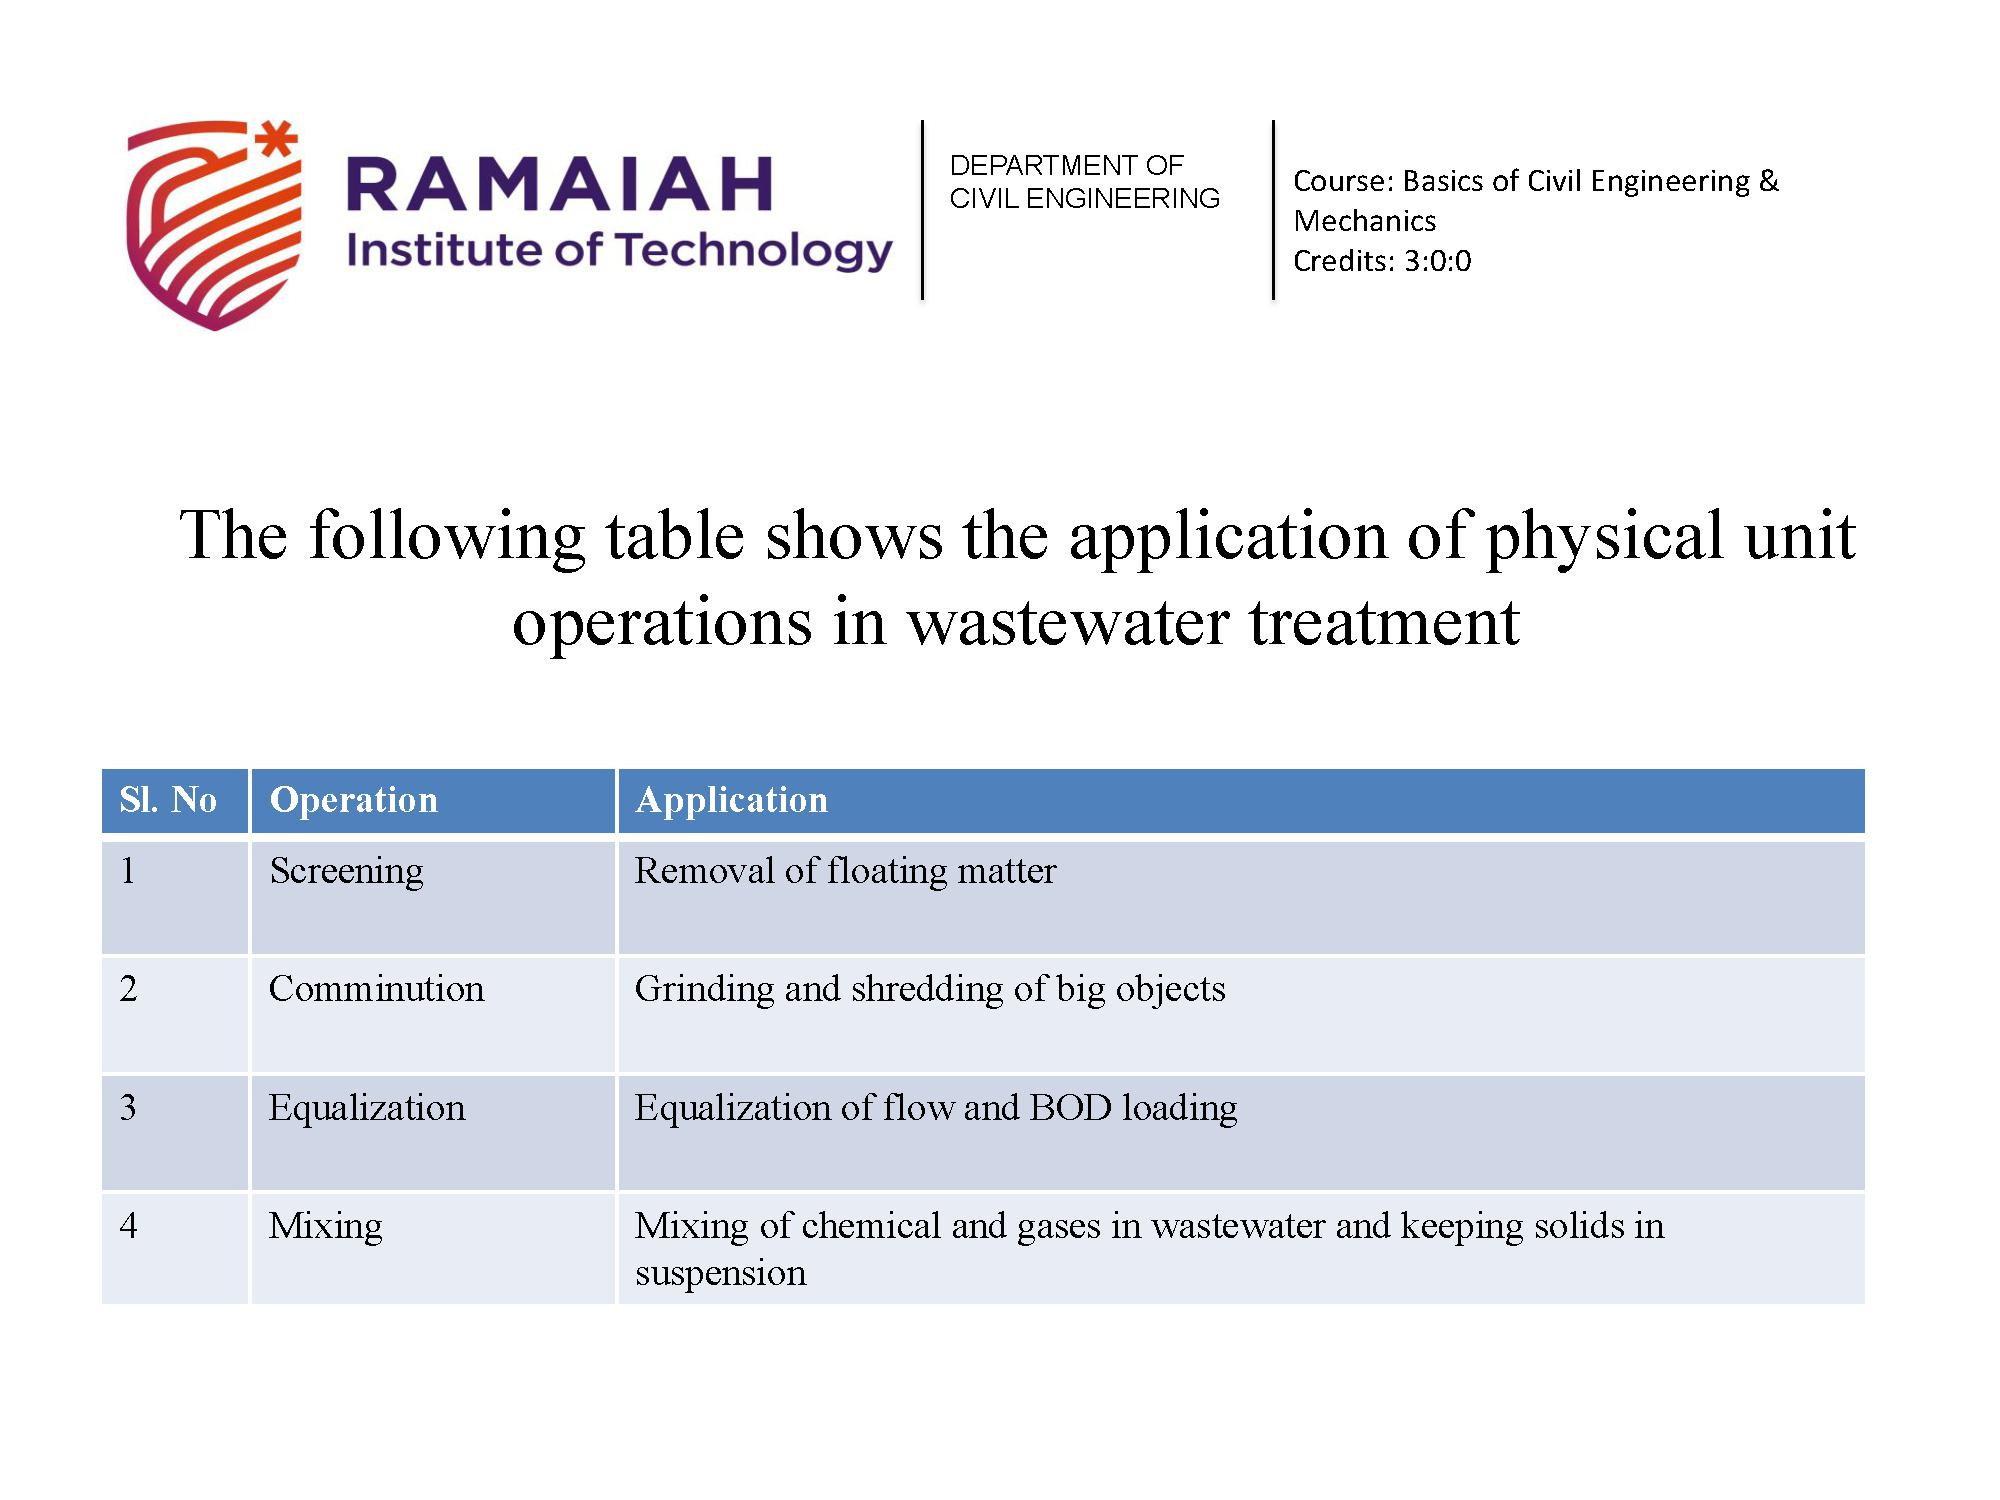 RAMAIAH
Institute of Technology
DEPARTMENT OF
CIVIL ENGINEERING
Course: Basics of Civil Engineering &
Mechanics
Credits: 3:0:0
The following table shows the application of physical unit
operations in wastewater treatment
Sl. No Operation Application
1 Screening Removal of floating matter
2 Comminution Grinding and shredding of big objects
3 Equalization Equalization of flow and BOD loading
4 Mixing Mixing of chemical and gases in wastewater and keeping solids in
suspension